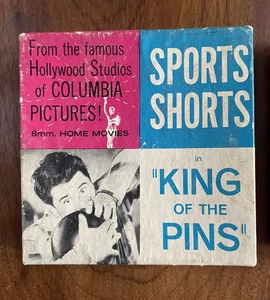 From the famous
Hollywood Studios
of COLUMBIA
PICTURES!
8mm. HOME MOVIES
SPORTS
SHORTS
in
"KING
OF THE
PINS"